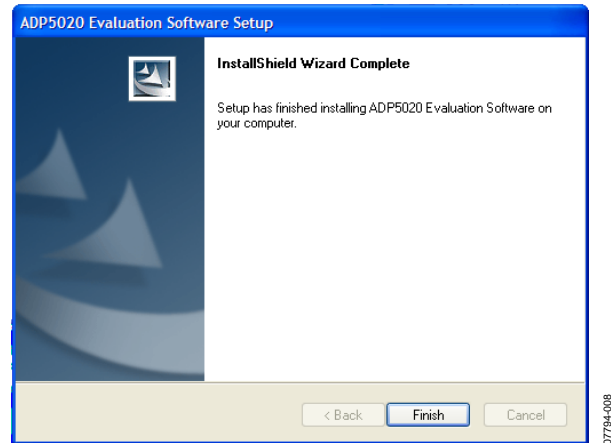 ADP5020 Evaluation Software Setup
InstallShield Wizard Complete
Setup has finished installing ADP5020 Evaluation Software on
your computer.
< Back
Finish
Cancel
07794-008